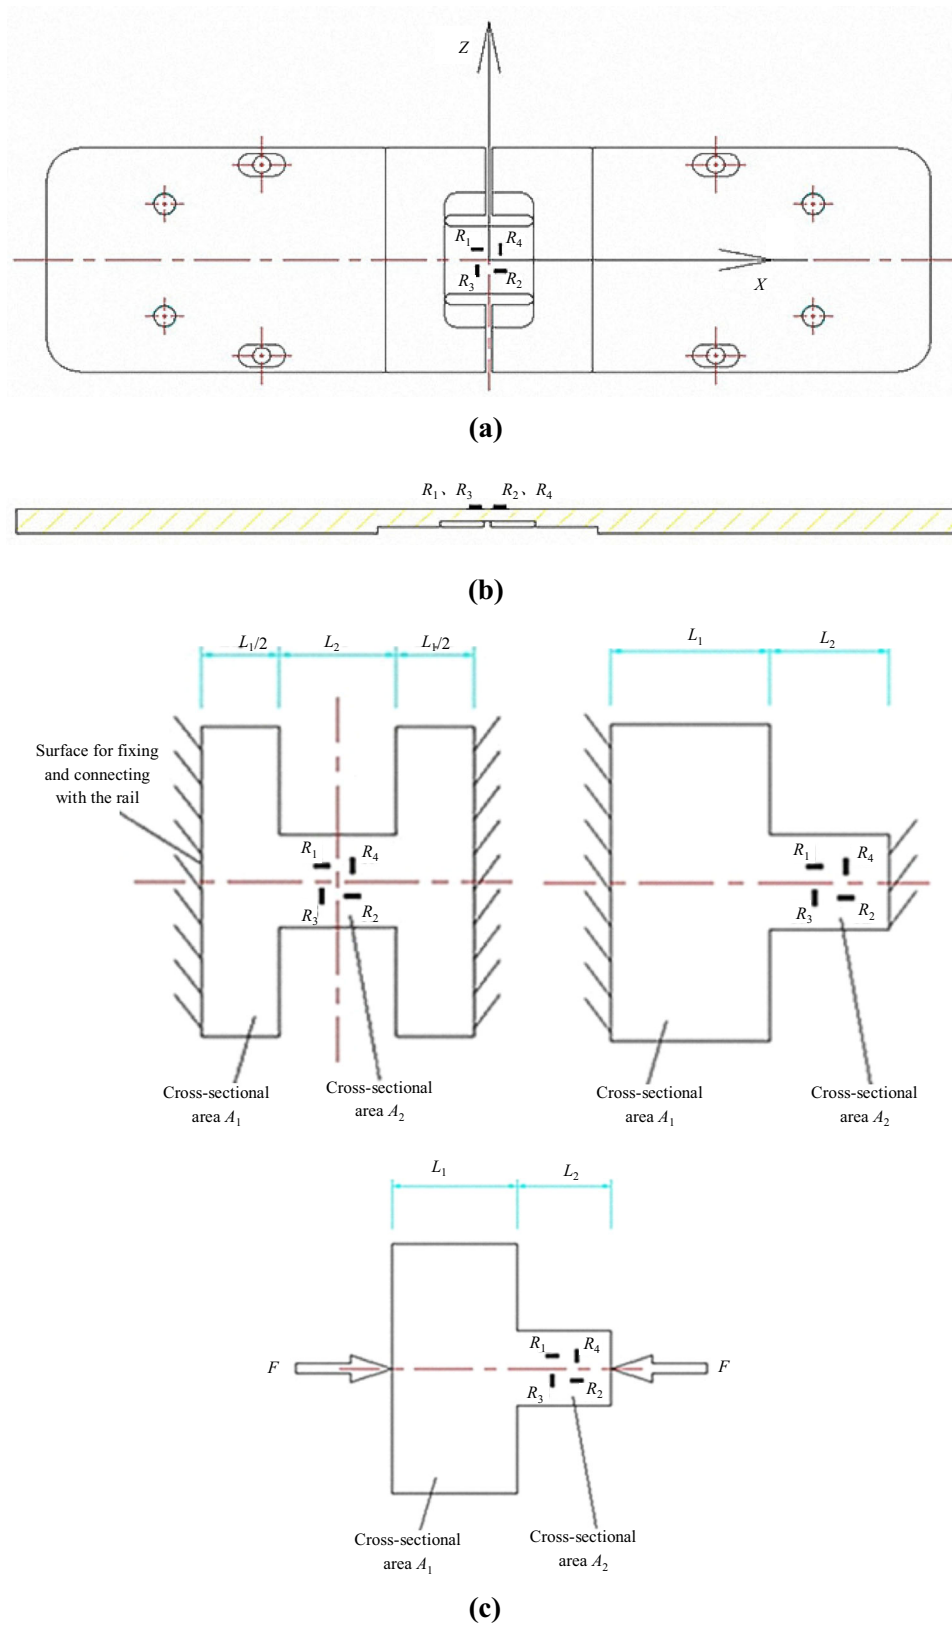 Z
R1
R4
R3
R2
X
(a)
R1、R3
R2、R4
(b)
L1/2
L2
L1/2
L1
L2
Surface for fixing
and connecting
with the rail
R1
R4
R3
R2
R1
R4
R3
R2
Cross-sectional
area A1
Cross-sectional
area A2
Cross-sectional
area A1
Cross-sectional
area A2
L1
L2
F
R1
R4
R3
R2
F
Cross-sectional
area A1
Cross-sectional
area A2
(c)